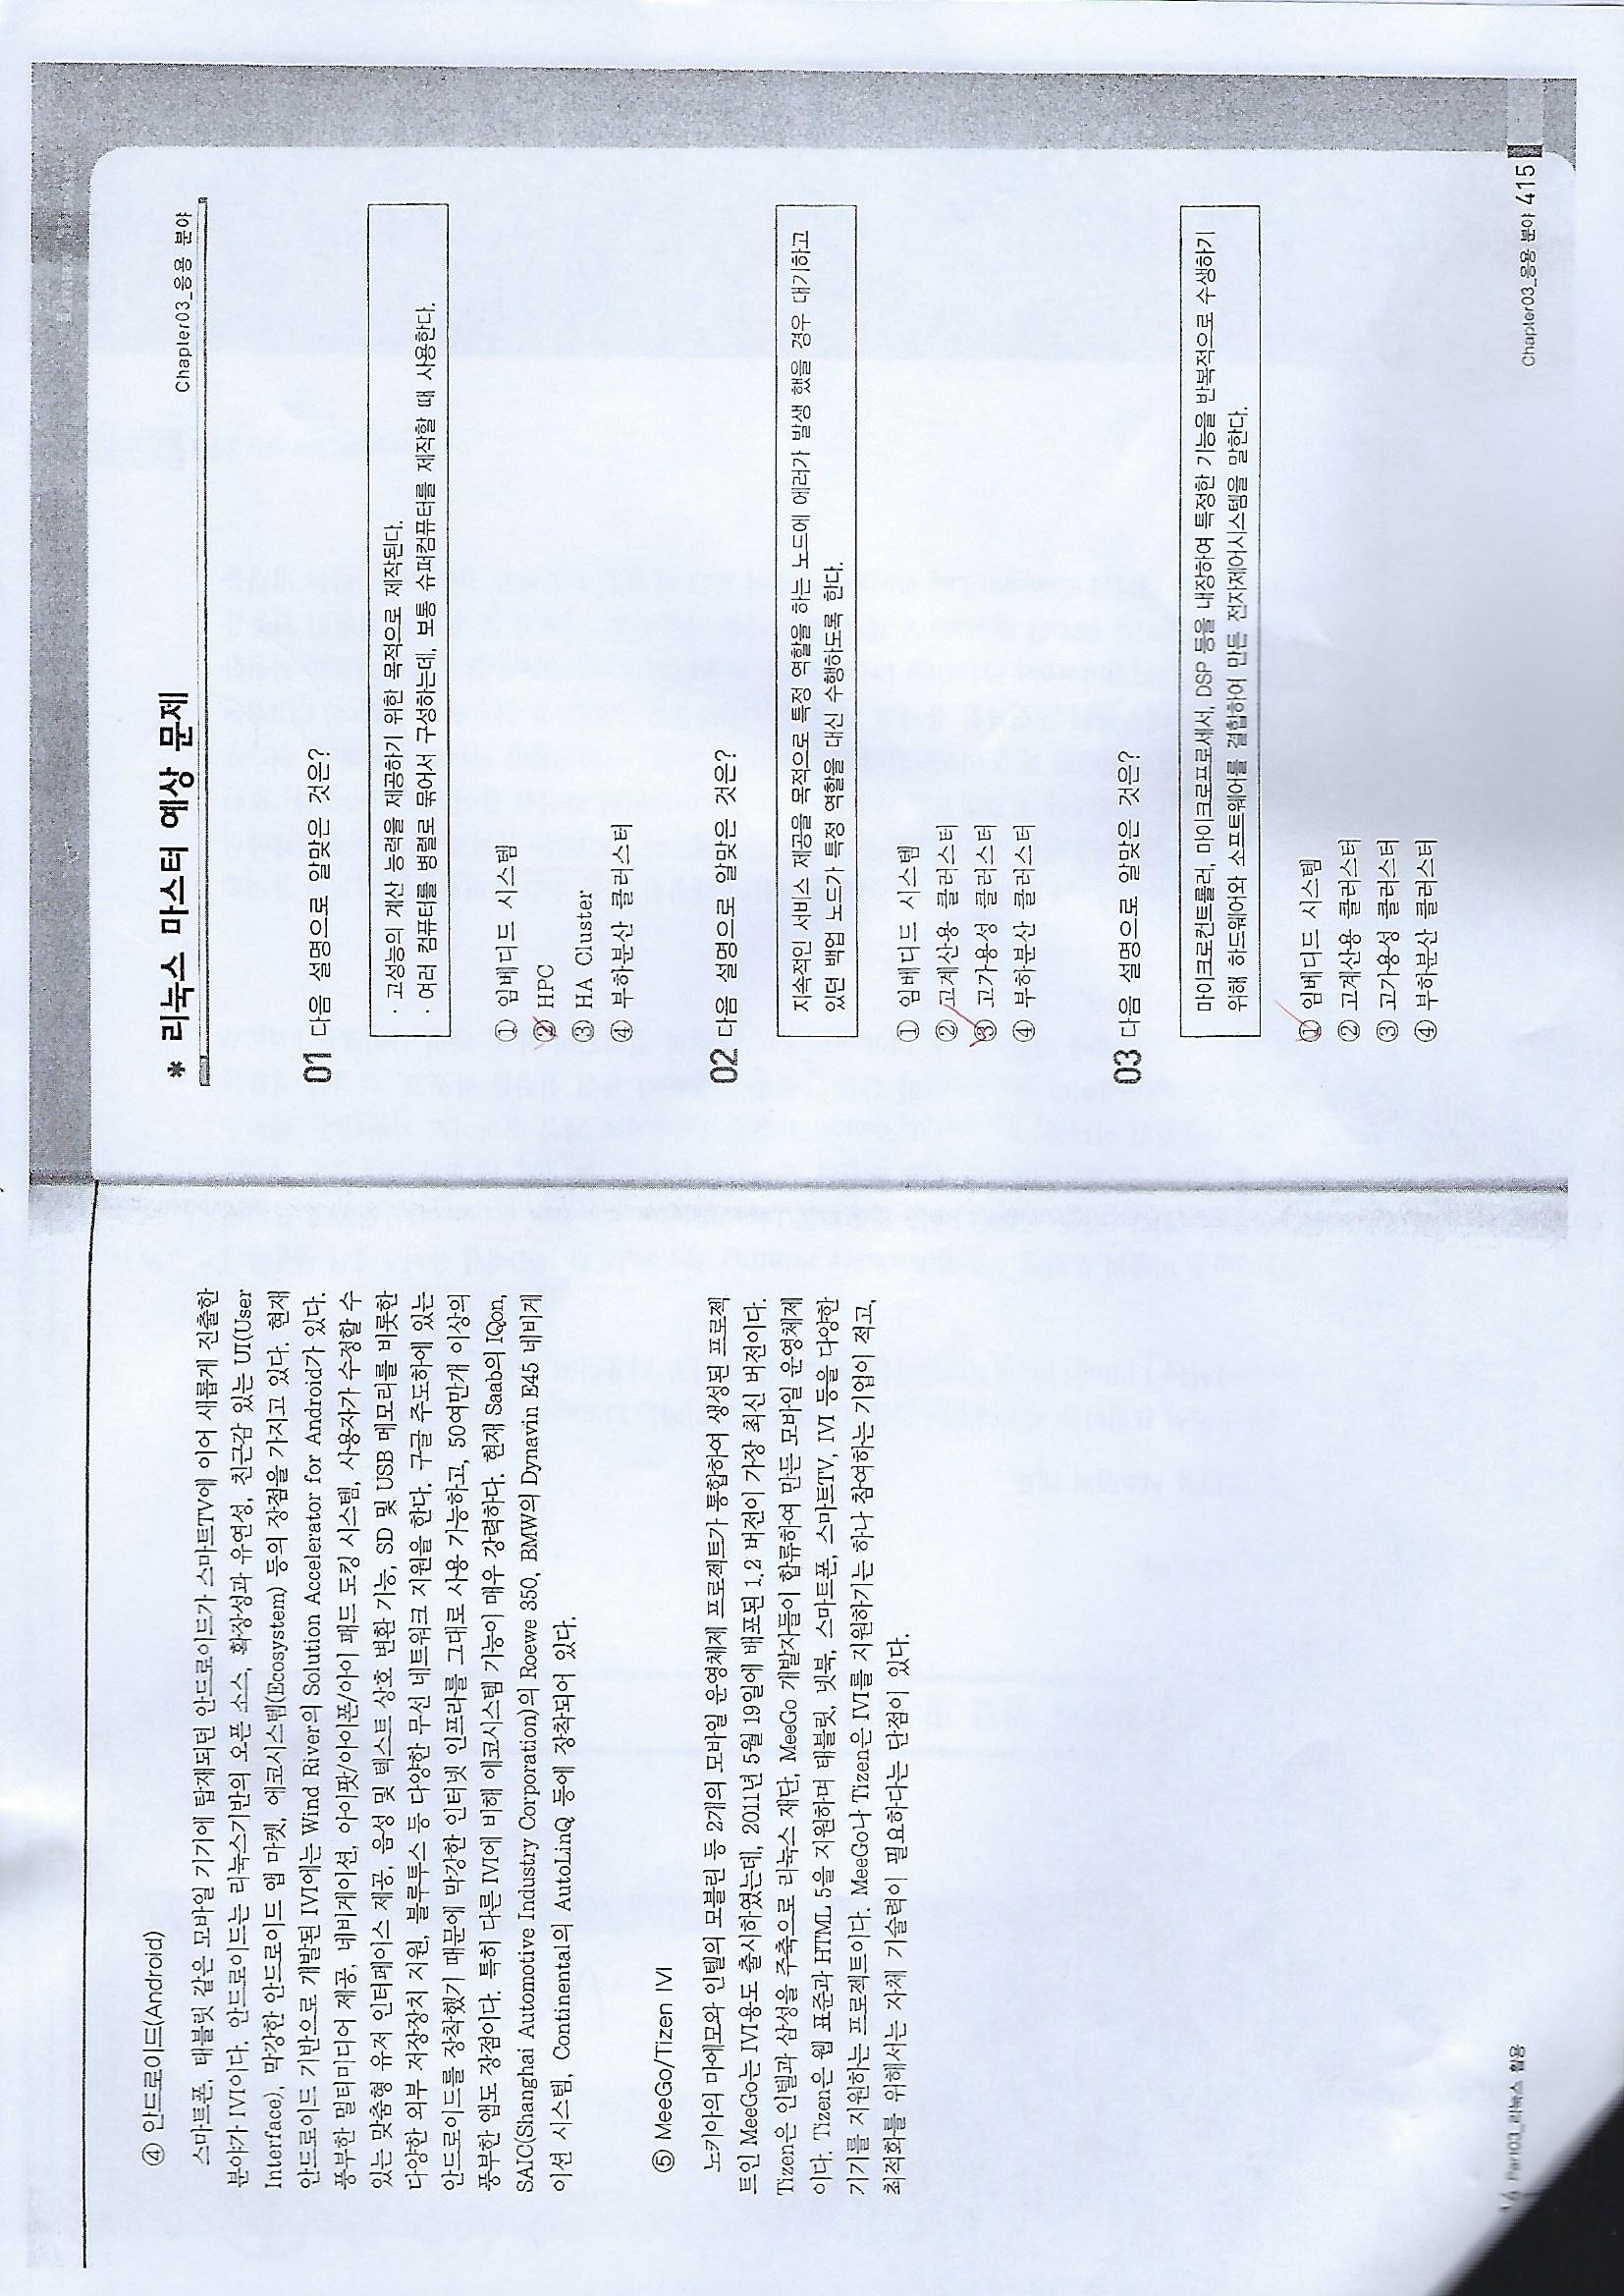 ④ 안드로이드(Android)
스마트폰, 태블릿 같은 모바일 기기에 탑재되던 안드로이드가 스마트TV에 이어 새롭게 진출한
분야가 IVI이다. 안드로이드는 리눅스기반의 오픈 소스, 확장성과 유연성, 친근감 있는 UI(User
Interface), 막강한 안드로이드 앱 마켓, 에코시스템(Ecosystem) 등의 장점을 가지고 있다. 현재
안드로이드 기반으로 개발된 IVI에는 Wind River의 Solution Accelerator for Android가 있다.
풍부한 멀티미디어 제공, 네비게이션, 아이팟/아이폰/아이 패드 도킹 시스템, 사용자가 수정할 수
있는 맞춤형 유저 인터페이스 제공, 음성 및 텍스트 상호 변환 기능, SD 및 USB 메모리를 비롯한
다양한 외부 저장장치 지원, 블루투스 등 다양한 무선 네트워크 지원을 한다. 구글 주도하에 있는
안드로이드를 장착했기 때문에 막강한 인터넷 인프라를 그대로 사용 가능하고, 50여만개 이상의
풍부한 앱도 장점이다. 특히 다른 IVI에 비해 에코시스템 기능이 매우 강력하다. 현재 Saab의 IQon,
SAIC(Shanghai Automotive Industry Corporation)의 Roewe 350, BMW의 Dynavin E45 네비게
이션 시스템, Continental의 AutoLinQ 등에 장착되어 있다.
⑤ MeeGo/Tizen IVI
노키아의 마에모와 인텔의 모블린 등 2개의 모바일 운영체제 프로젝트가 통합하여 생성된 프로젝
트인 MeeGo는 IVI용도 출시하였는데, 2011년 5월 19일에 배포된 1.2 버전이 가장 최신 버전이다.
Tizen은 인텔과 삼성을 주축으로 리눅스 재단, MeeGo 개발자들이 합류하여 만든 모바일 운영체제
이다. Tizen은 웹 표준과 HTML 5을 지원하며 태블릿, 넷북, 스마트폰, 스마트TV, IVI 등을 다양한
기기를 지원하는 프로젝트이다. MeeGo나 Tizen은 IVI를 지원하기는 하나 참여하는 기업이 적고,
최적화를 위해서는 자체 기술력이 필요하다는 단점이 있다.
Part03_리눅스 활용
* 리눅스 마스터 예상 문제
Chapter03_응용 분야
01 다음 설명으로 알맞은 것은?
· 고성능의 계산 능력을 제공하기 위한 목적으로 제작된다.
· 여러 컴퓨터를 병렬로 묶어서 구성하는데, 보통 슈퍼컴퓨터를 제작할 때 사용한다.
① 임베디드 시스템
② HPC
③ HA Cluster
④ 부하분산 클러스터
02 다음 설명으로 알맞은 것은?
지속적인 서비스 제공을 목적으로 특정 역할을 하는 노드에 에러가 발생 했을 경우 대기하고
있던 백업 노드가 특정 역할을 대신 수행하도록 한다.
① 임베디드 시스템
② 고계산용 클러스터
③ 고가용성 클러스터
④ 부하분산 클러스터
03 다음 설명으로 알맞은 것은?
마이크로컨트롤러, 마이크로프로세서, DSP 등을 내장하여 특정한 기능을 반복적으로 수생하기
위해 하드웨어와 소프트웨어를 결합하여 만든 전자제어시스템을 말한다.
① 임베디드 시스템
② 고계산용 클러스터
③ 고가용성 클러스터
④ 부하분산 클러스터
Chapter03_응용 분야 415